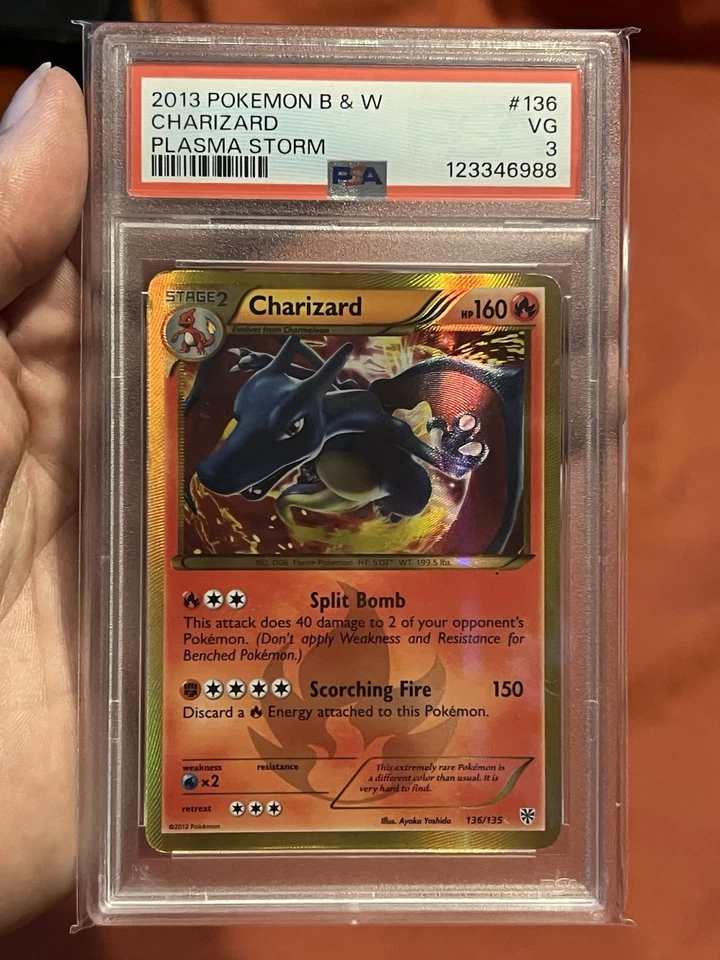 2013 POKEMON B & W #136
CHARIZARD VG
PLASMA STORM 3
PSA 123346988
STAGE2 Charizard HP160
Evolves from Charmeleon
NO. 006 Flame Pokémon HT: 5'07" WT: 199.5 lbs.
Split Bomb
This attack does 40 damage to 2 of your opponent's
Pokémon. (Don't apply Weakness and Resistance for
Benched Pokémon.)
Scorching Fire 150
Discard a Energy attached to this Pokémon.
weakness resistance
×2
This extremely rare Pokémon is
a different color than usual. It is
very hard to find.
retreat
©2012 Pokémon Illus. Ayaka Yoshida 136/135